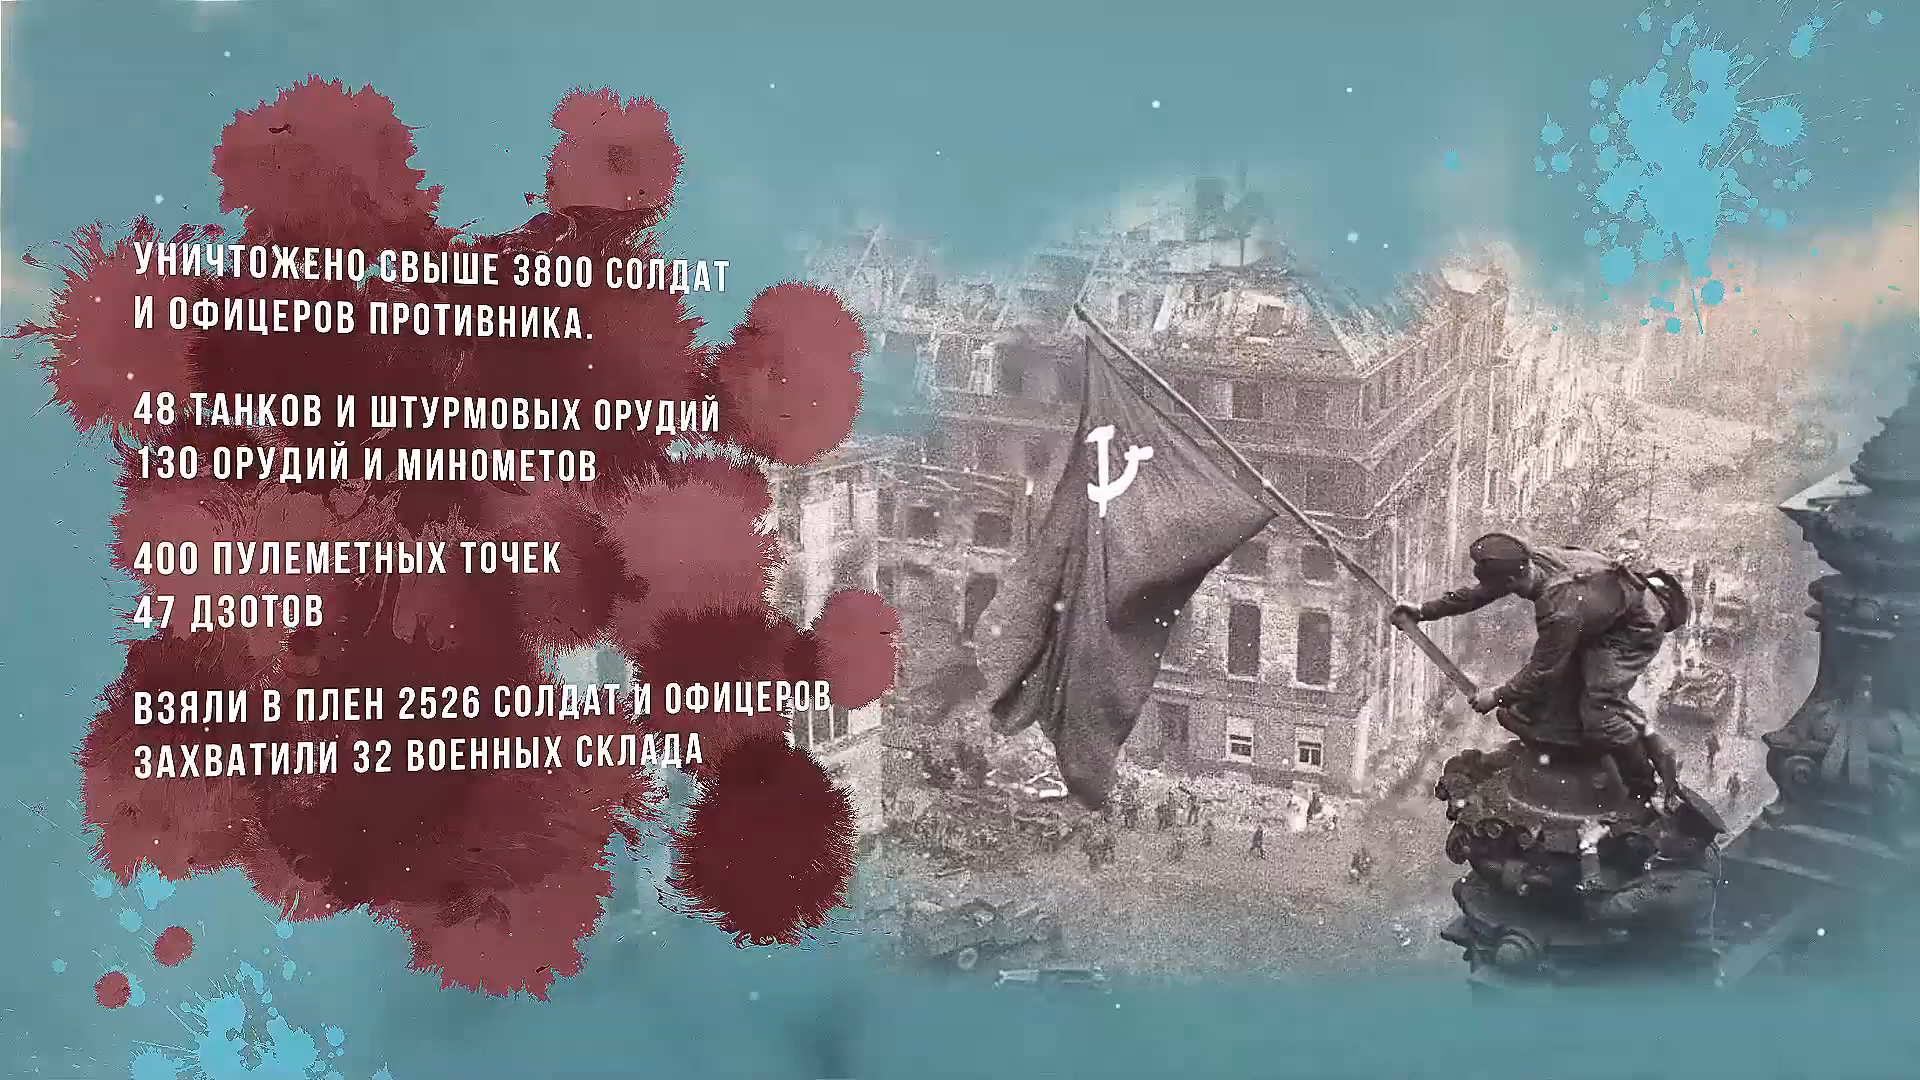 УНИЧТОЖЕНО СВЫШЕ 3800 СОЛДАТ
И ОФИЦЕРОВ ПРОТИВНИКА.
48 ТАНКОВ И ШТУРМОВЫХ ОРУДИЙ
130 ОРУДИЙ И МИНОМЕТОВ
400 ПУЛЕМЕТНЫХ ТОЧЕК
47 ДЗОТОВ
ВЗЯЛИ В ПЛЕН 2526 СОЛДАТ И ОФИЦЕРОВ
ЗАХВАТИЛИ 32 ВОЕННЫХ СКЛАДА